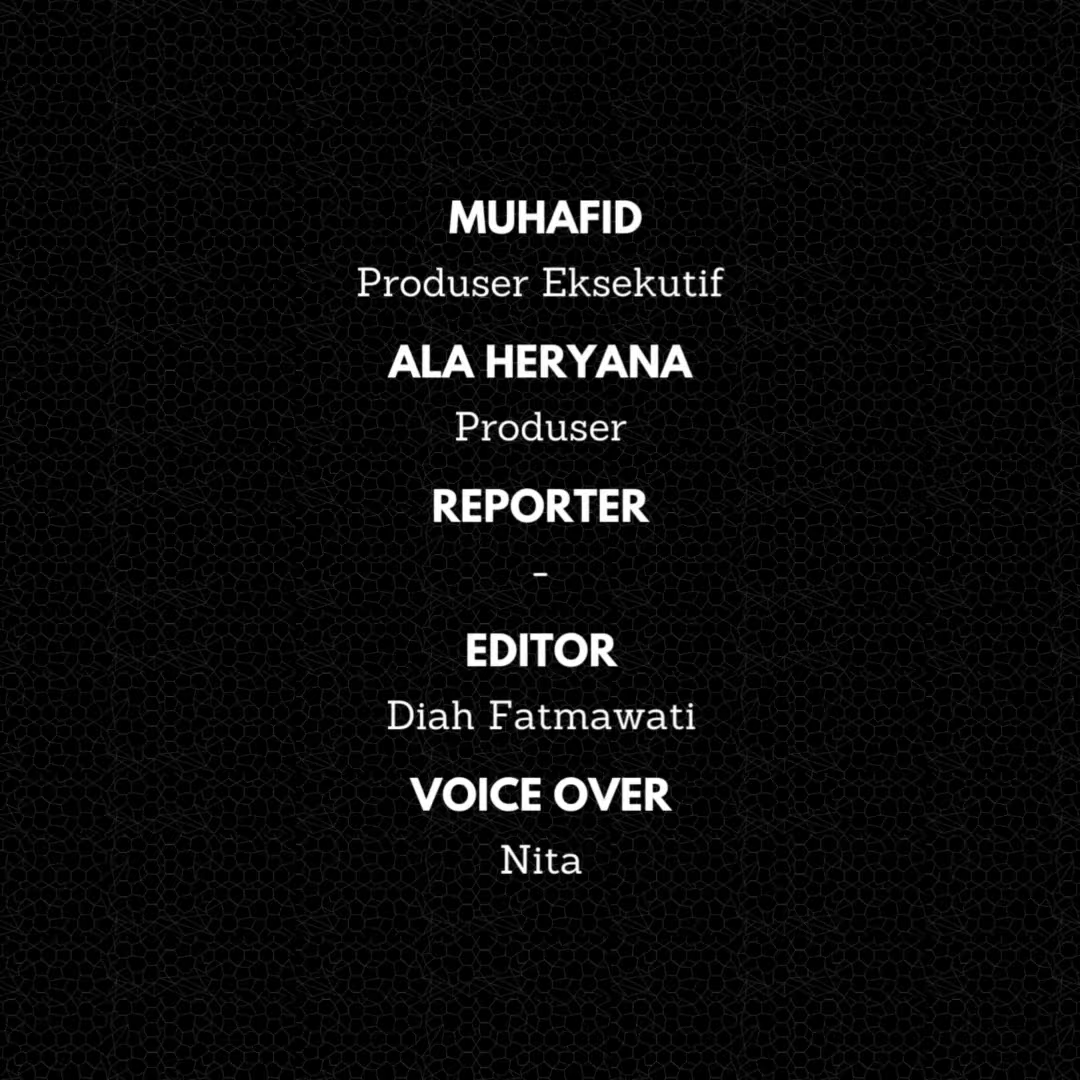 MUHAFID
Produser Eksekutif
ALA HERYANA
Produser
REPORTER
-
EDITOR
Diah Fatmawati
VOICE OVER
Nita